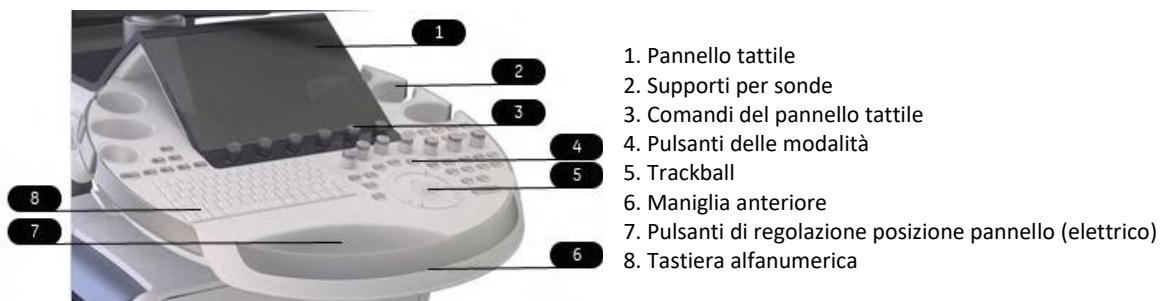 1
2
3
4
5
6
7
8
1. Pannello tattile
2. Supporti per sonde
3. Comandi del pannello tattile
4. Pulsanti delle modalità
5. Trackball
6. Maniglia anteriore
7. Pulsanti di regolazione posizione pannello (elettrico)
8. Tastiera alfanumerica